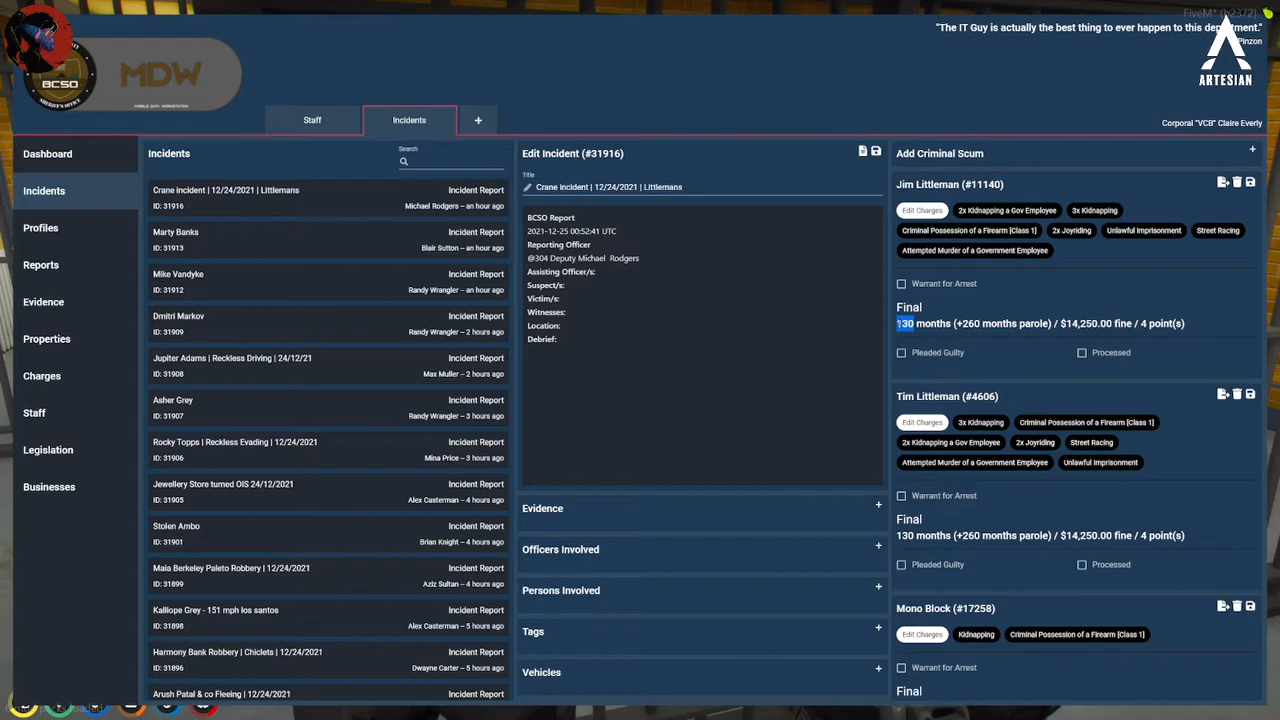 FiveM* (b2372)
"The IT Guy is actually the best thing to ever happen to this department."
Pinzon
ARTESIAN
BCSO
SHERIFF'S OFFICE
MDW
MOBILE DATA WORKSTATION
Staff
Incidents
+
Corporal "VCB" Claire Everly
Dashboard
Incidents
Profiles
Reports
Evidence
Properties
Charges
Staff
Legislation
Businesses
Incidents
Search
Crane incident | 12/24/2021 | Littlemans Incident Report
ID: 31916 Michael Rodgers – an hour ago
Marty Banks Incident Report
ID: 31913 Blair Sutton – an hour ago
Mike Vandyke Incident Report
ID: 31912 Randy Wrangler – an hour ago
Dmitri Markov Incident Report
ID: 31909 Randy Wrangler – 2 hours ago
Jupiter Adams | Reckless Driving | 24/12/21 Incident Report
ID: 31908 Max Muller – 2 hours ago
Asher Grey Incident Report
ID: 31907 Randy Wrangler – 3 hours ago
Rocky Topps | Reckless Evading | 12/24/2021 Incident Report
ID: 31906 Mina Price – 3 hours ago
Jewellery Store turned OIS 24/12/2021 Incident Report
ID: 31905 Alex Casterman – 4 hours ago
Stolen Ambo Incident Report
ID: 31901 Brian Knight – 4 hours ago
Maia Berkeley Paleto Robbery | 12/24/2021 Incident Report
ID: 31899 Aziz Sultan – 4 hours ago
Kalliope Grey - 151 mph los santos Incident Report
ID: 31898 Alex Casterman – 5 hours ago
Harmony Bank Robbery | Chiclets | 12/24/2021 Incident Report
ID: 31896 Dwayne Carter – 5 hours ago
Arush Patal & co Fleeing | 12/24/2021 Incident Report
Edit Incident (#31916)
Title
Crane incident | 12/24/2021 | Littlemans
BCSO Report
2021-12-25 00:52:41 UTC
Reporting Officer
@304 Deputy Michael Rodgers
Assisting Officer/s:
Suspect/s:
Victim/s:
Witnesses:
Location:
Debrief:
Evidence +
Officers Involved +
Persons Involved +
Tags +
Vehicles +
Add Criminal Scum +
Jim Littleman (#11140)
Edit Charges 2x Kidnapping a Gov Employee 3x Kidnapping
Criminal Possession of a Firearm [Class 1] 2x Joyriding Unlawful Imprisonment Street Racing
Attempted Murder of a Government Employee
Warrant for Arrest
Final
130 months (+260 months parole) / $14,250.00 fine / 4 point(s)
Pleaded Guilty Processed
Tim Littleman (#4606)
Edit Charges 3x Kidnapping Criminal Possession of a Firearm [Class 1]
2x Kidnapping a Gov Employee 2x Joyriding Street Racing
Attempted Murder of a Government Employee Unlawful Imprisonment
Warrant for Arrest
Final
130 months (+260 months parole) / $14,250.00 fine / 4 point(s)
Pleaded Guilty Processed
Mono Block (#17258)
Edit Charges Kidnapping Criminal Possession of a Firearm [Class 1]
Warrant for Arrest
Final